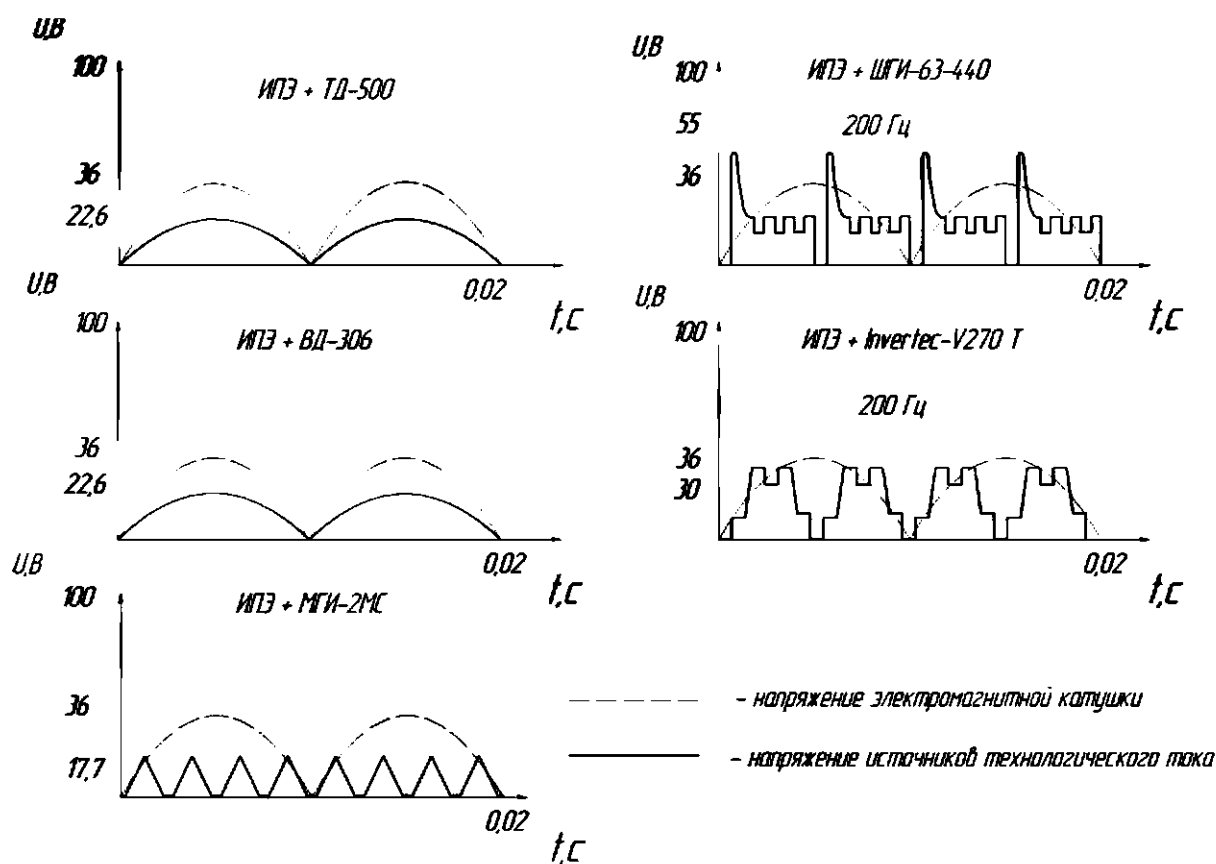 U,В
100
ИПЭ + ТД-500
36
22,6
0,02
t,c
U,В
100
ИПЭ + ШГИ-63-440
55
200 Гц
36
0,02
t,c
U,В
100
ИПЭ + ВД-306
36
22,6
0,02
t,c
U,В
100
ИПЭ + Invertec-V270 T
200 Гц
36
30
0,02
t,c
U,В
100
ИПЭ + МГИ-2МС
36
17,7
0,02
t,c
- напряжение электромагнитной катушки
- напряжение источников технологического тока